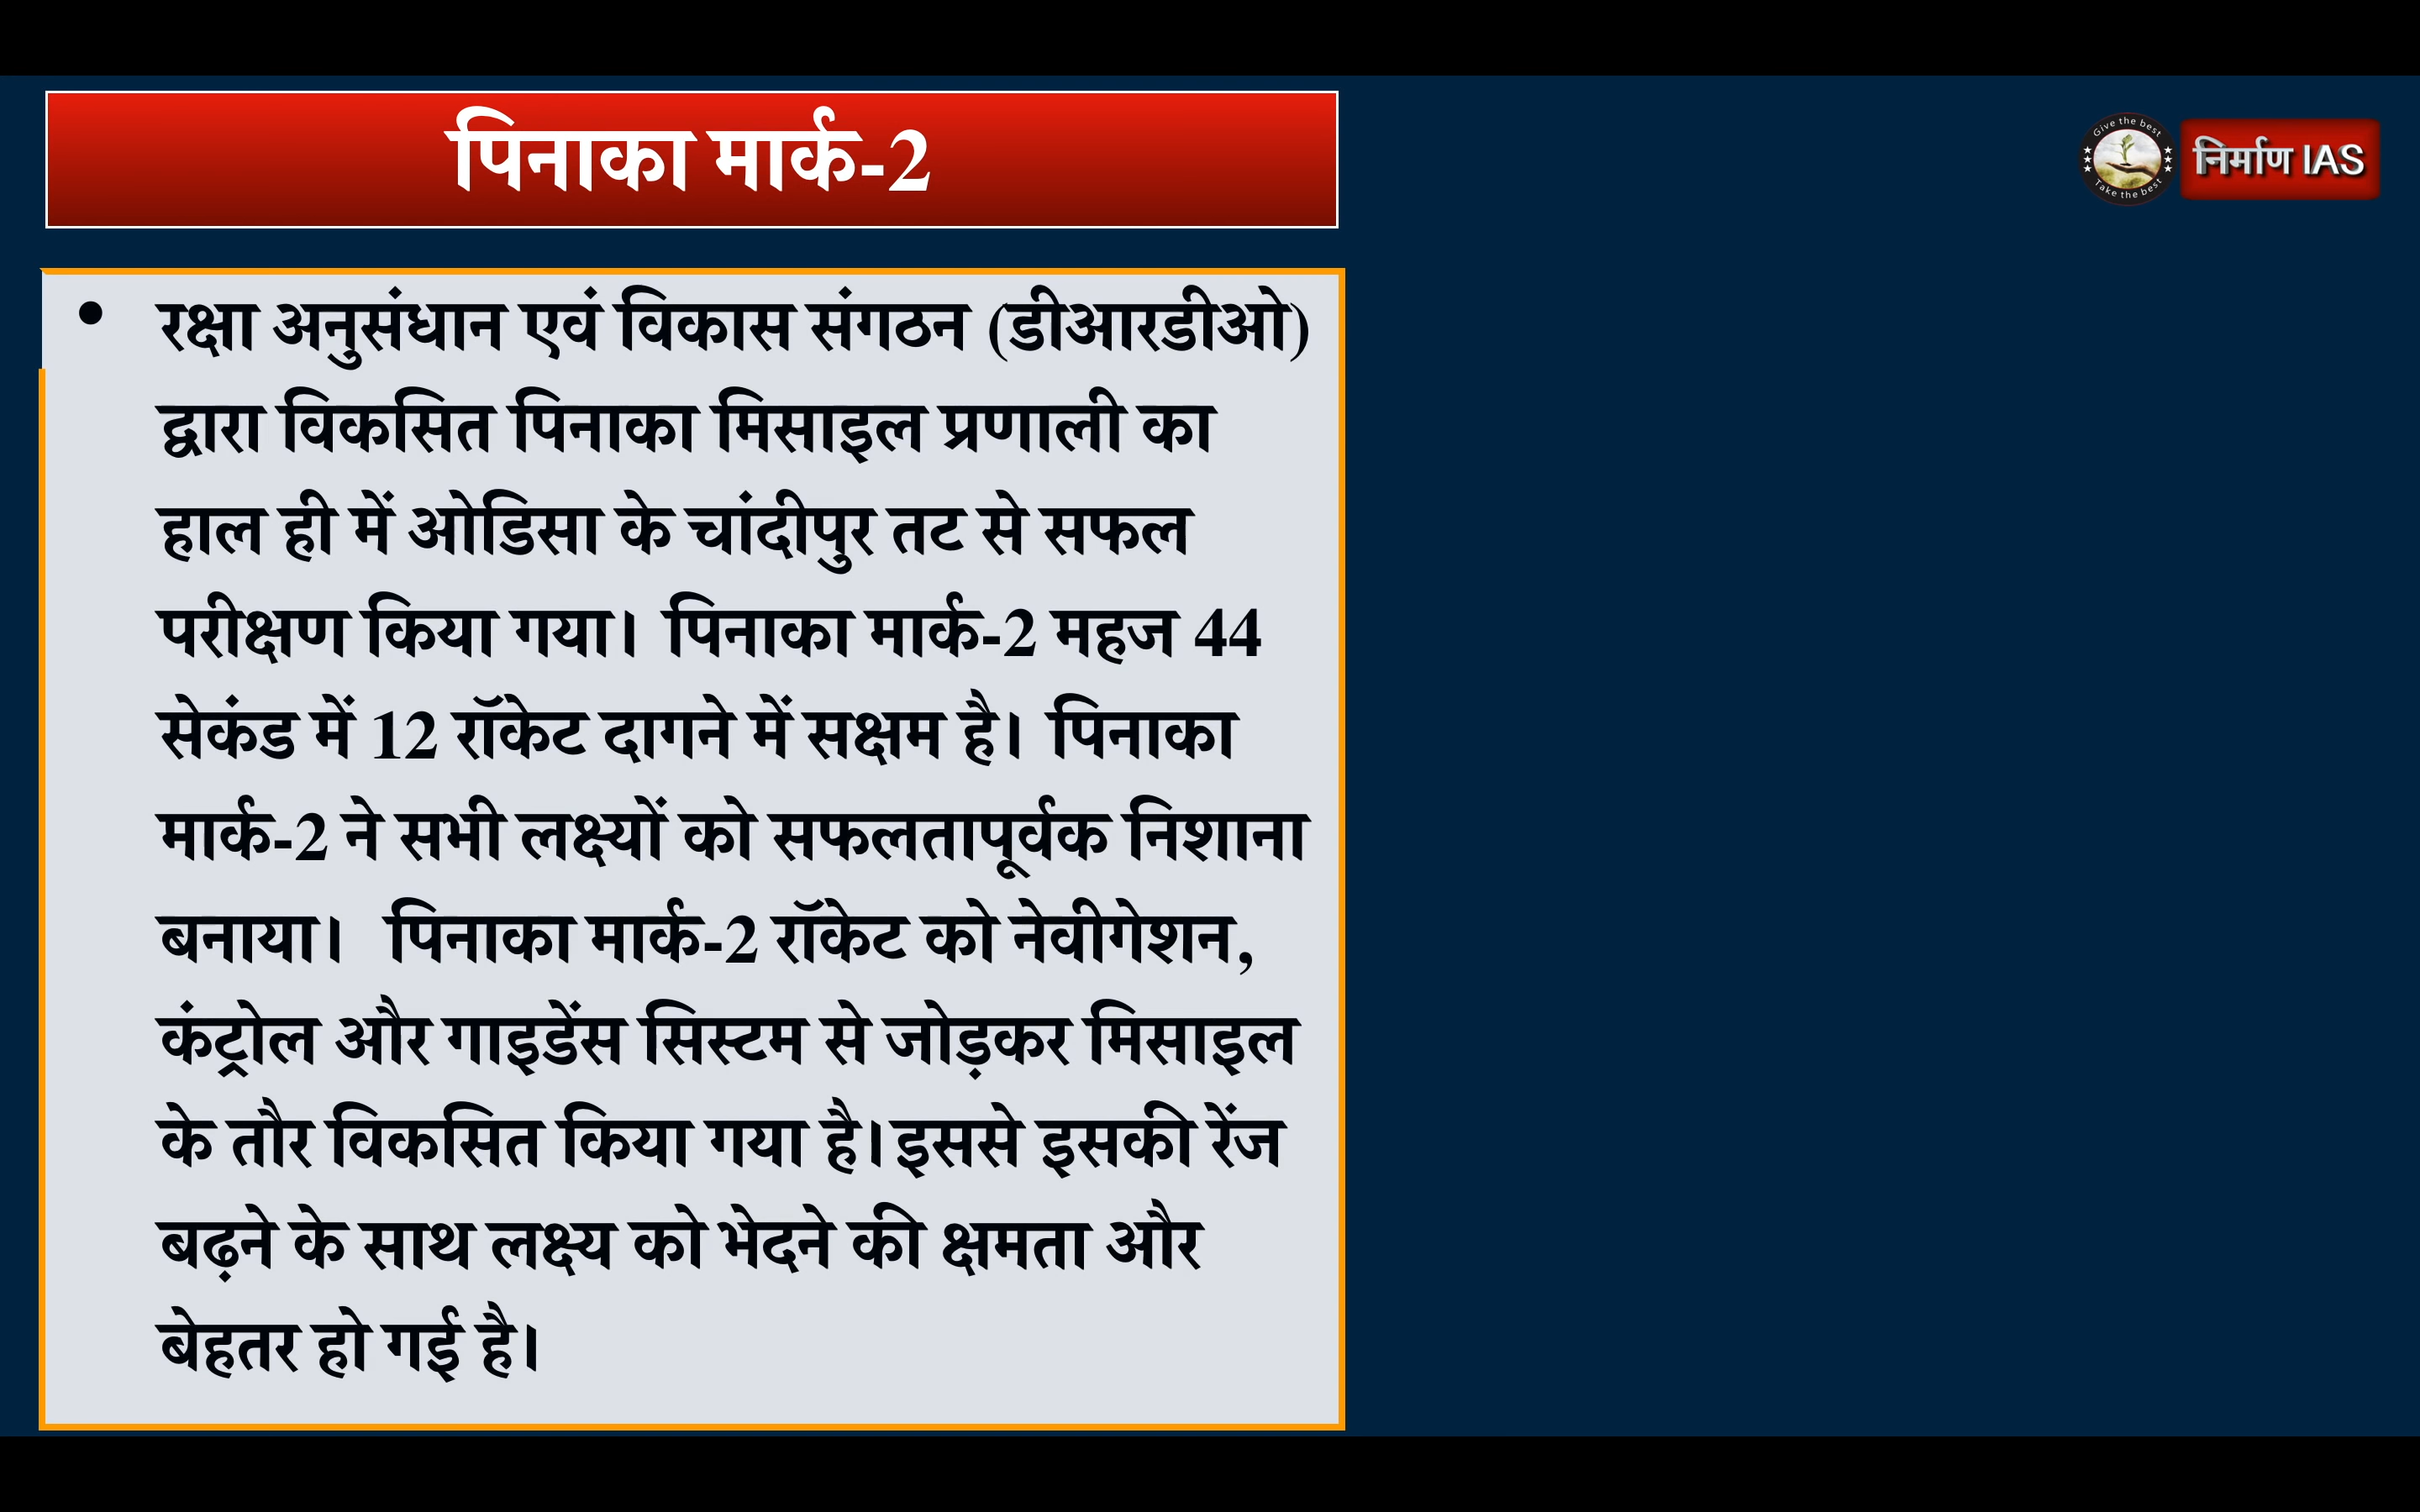 पिनाका मार्क-2
Give the best
Take the best
निर्माण IAS
• रक्षा अनुसंधान एवं विकास संगठन (डीआरडीओ)
द्वारा विकसित पिनाका मिसाइल प्रणाली का
हाल ही में ओडिसा के चांदीपुर तट से सफल
परीक्षण किया गया। पिनाका मार्क-2 महज 44
सेकंड में 12 रॉकेट दागने में सक्षम है। पिनाका
मार्क-2 ने सभी लक्ष्यों को सफलतापूर्वक निशाना
बनाया। पिनाका मार्क-2 रॉकेट को नेवीगेशन,
कंट्रोल और गाइडेंस सिस्टम से जोड़कर मिसाइल
के तौर विकसित किया गया है।इससे इसकी रेंज
बढ़ने के साथ लक्ष्य को भेदने की क्षमता और
बेहतर हो गई है।